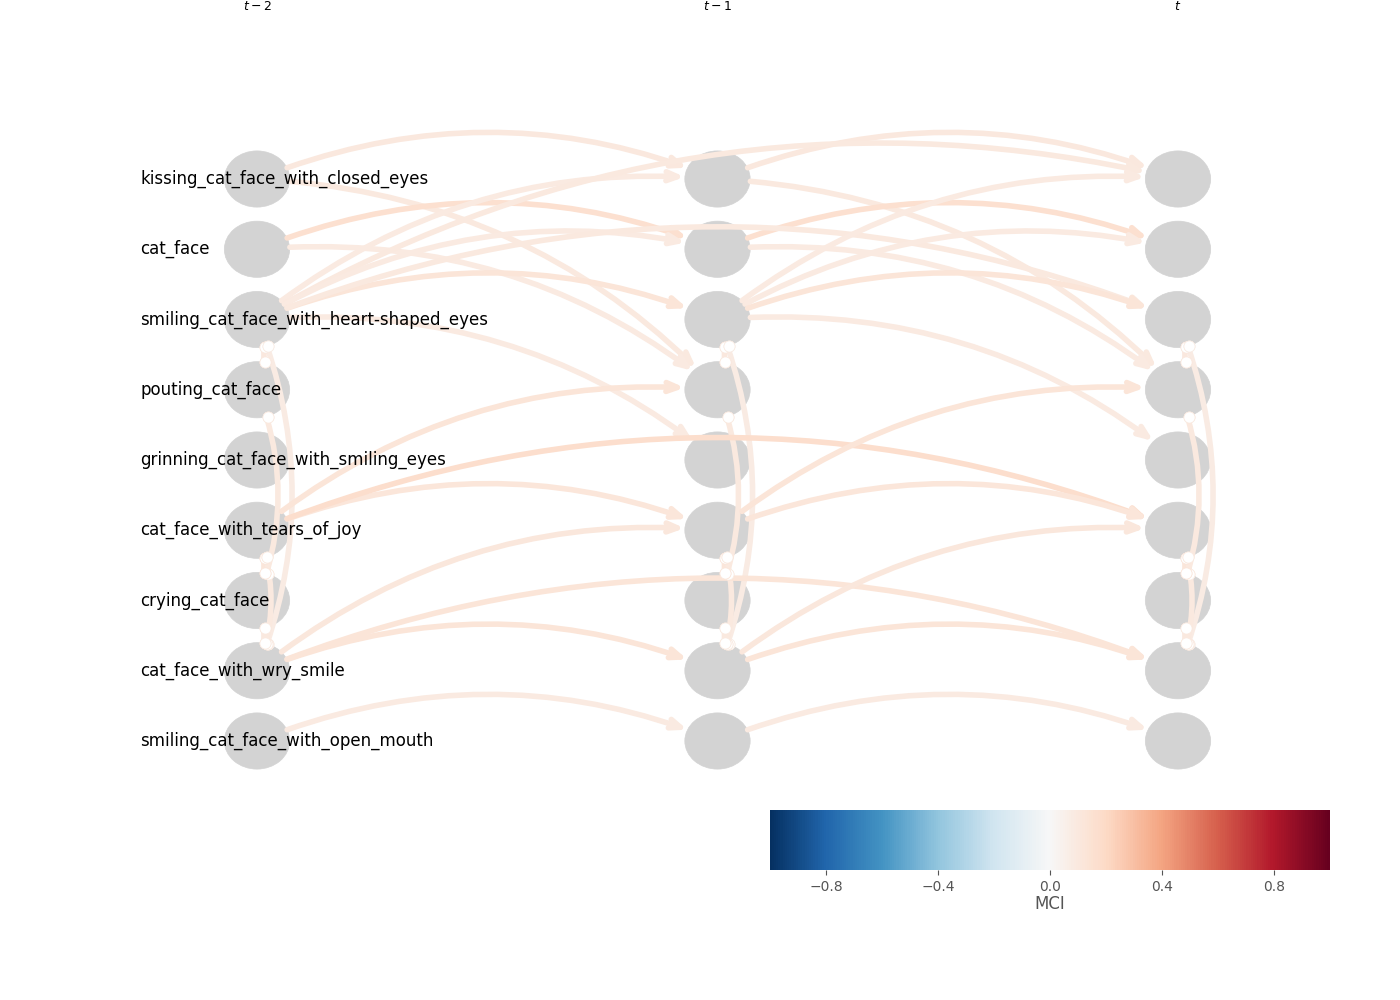 t − 2 t − 1 t
kissing_cat_face_with_closed_eyes
cat_face
smiling_cat_face_with_heart-shaped_eyes
pouting_cat_face
grinning_cat_face_with_smiling_eyes
cat_face_with_tears_of_joy
crying_cat_face
cat_face_with_wry_smile
smiling_cat_face_with_open_mouth
−0.8 −0.4 0.0 0.4 0.8
MCI